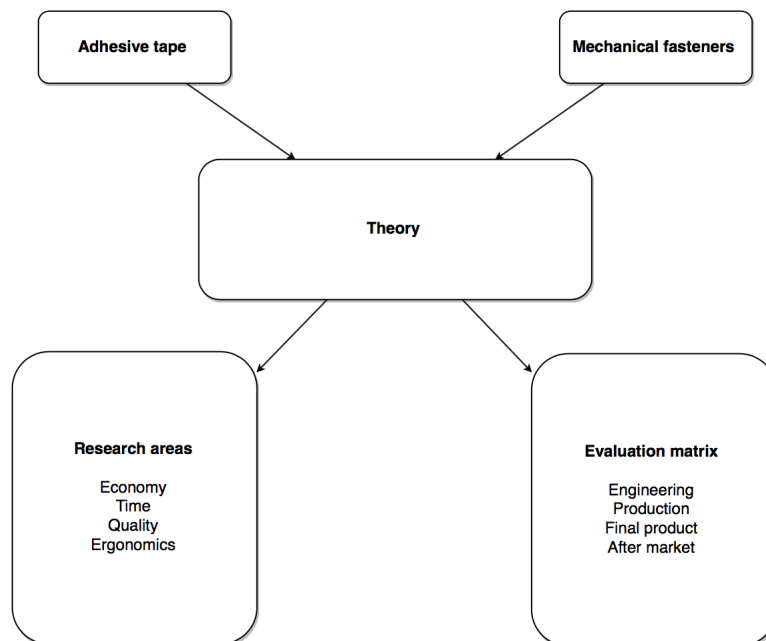 Adhesive tape
Mechanical fasteners
Theory
Research areas
Economy
Time
Quality
Ergonomics
Evaluation matrix
Engineering
Production
Final product
After market